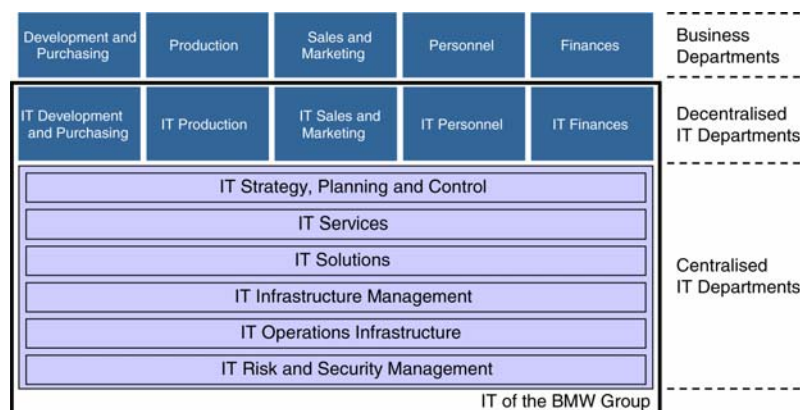 Development and
Purchasing
Production
Sales and
Marketing
Personnel
Finances
Business
Departments
IT Development
and Purchasing
IT Production
IT Sales and
Marketing
IT Personnel
IT Finances
Decentralised
IT Departments
IT Strategy, Planning and Control
IT Services
IT Solutions
IT Infrastructure Management
IT Operations Infrastructure
IT Risk and Security Management
Centralised
IT Departments
IT of the BMW Group